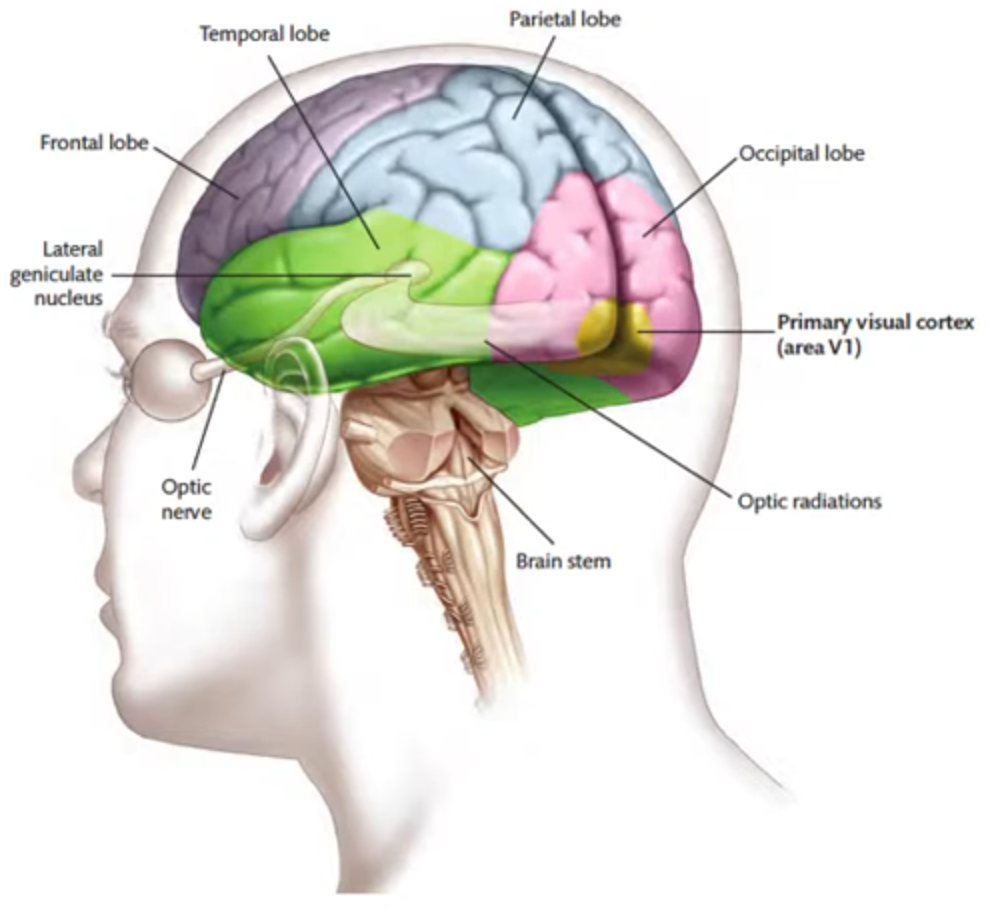 Parietal lobe
Temporal lobe
Frontal lobe
Occipital lobe
Lateral
geniculate
nucleus
Primary visual cortex
(area V1)
Optic
nerve
Optic radiations
Brain stem